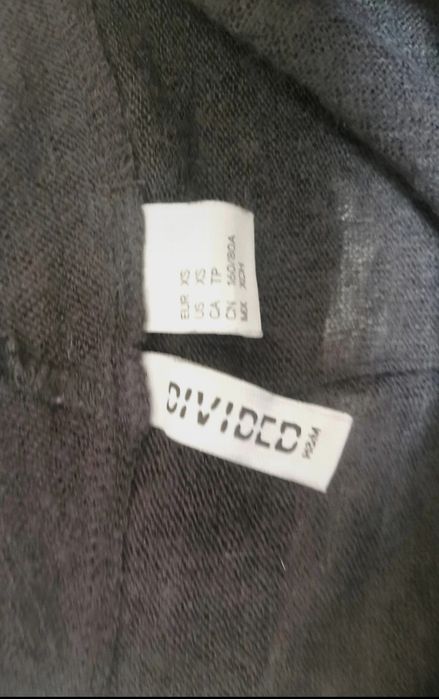 EUR XS
US XS
CA TP
CN 160/80A
MX XCH
DIVIDED
H&M